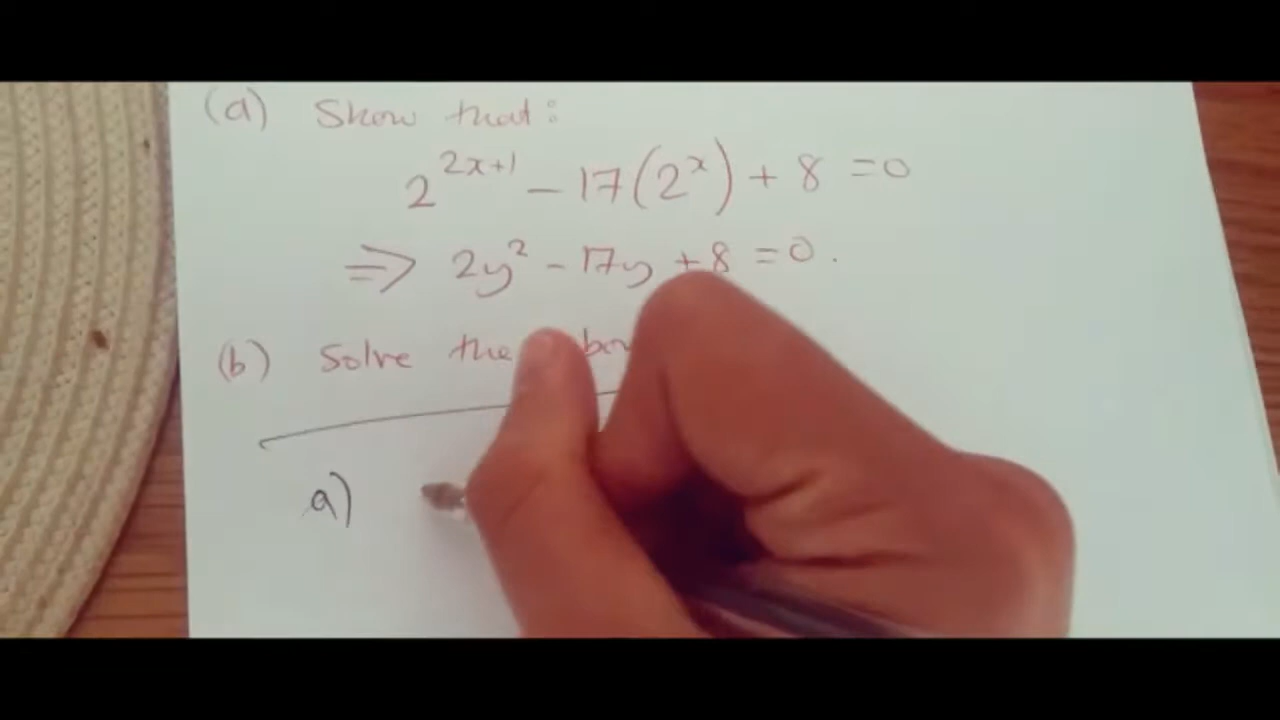 (a) Show that:
2^{2x+1} - 17(2^x) + 8 = 0
⇒ 2y² - 17y + 8 = 0.
(b) Solve the
a)